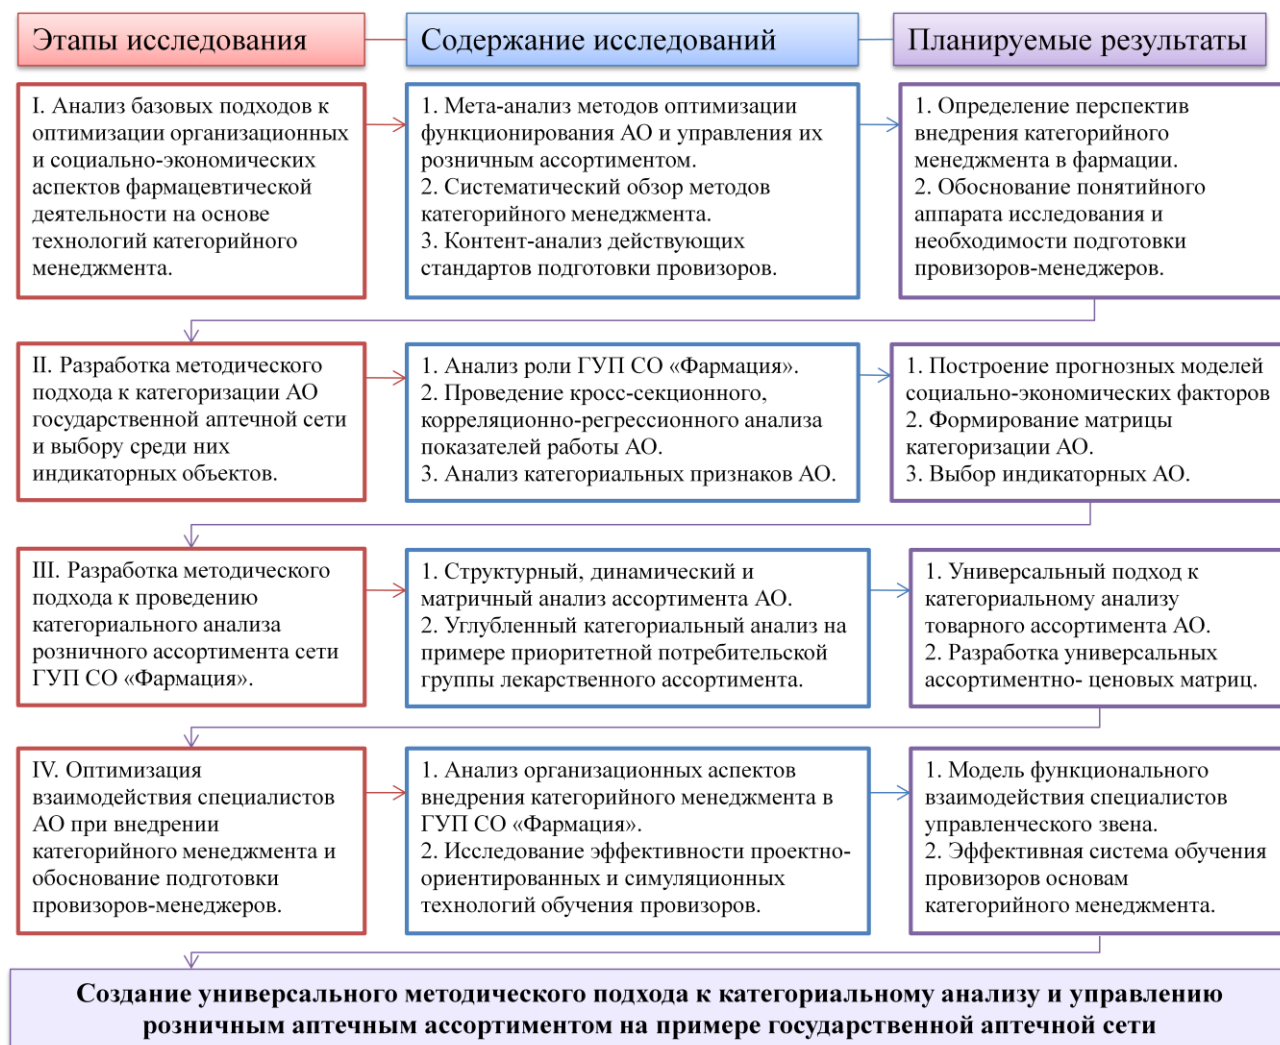 Этапы исследования
Содержание исследований
Планируемые результаты
I. Анализ базовых подходов к
оптимизации организационных
и социально-экономических
аспектов фармацевтической
деятельности на основе
технологий категорийного
менеджмента.
1. Мета-анализ методов оптимизации
функционирования АО и управления их
розничным ассортиментом.
2. Систематический обзор методов
категорийного менеджмента.
3. Контент-анализ действующих
стандартов подготовки провизоров.
1. Определение перспектив
внедрения категорийного
менеджмента в фармации.
2. Обоснование понятийного
аппарата исследования и
необходимости подготовки
провизоров-менеджеров.
II. Разработка методического
подхода к категоризации АО
государственной аптечной сети
и выбору среди них
индикаторных объектов.
1. Анализ роли ГУП СО «Фармация».
2. Проведение кросс-секционного,
корреляционно-регрессионного анализа
показателей работы АО.
3. Анализ категориальных признаков АО.
1. Построение прогнозных моделей
социально-экономических факторов
2. Формирование матрицы
категоризации АО.
3. Выбор индикаторных АО.
III. Разработка методического
подхода к проведению
категориального анализа
розничного ассортимента сети
ГУП СО «Фармация».
1. Структурный, динамический и
матричный анализ ассортимента АО.
2. Углубленный категориальный анализ на
примере приоритетной потребительской
группы лекарственного ассортимента.
1. Универсальный подход к
категориальному анализу
товарного ассортимента АО.
2. Разработка универсальных
ассортиментно- ценовых матриц.
IV. Оптимизация
взаимодействия специалистов
АО при внедрении
категорийного менеджмента и
обоснование подготовки
провизоров-менеджеров.
1. Анализ организационных аспектов
внедрения категорийного менеджмента в
ГУП СО «Фармация».
2. Исследование эффективности проектно-
ориентированных и симуляционных
технологий обучения провизоров.
1. Модель функционального
взаимодействия специалистов
управленческого звена.
2. Эффективная система обучения
провизоров основам
категорийного менеджмента.
Создание универсального методического подхода к категориальному анализу и управлению
розничным аптечным ассортиментом на примере государственной аптечной сети